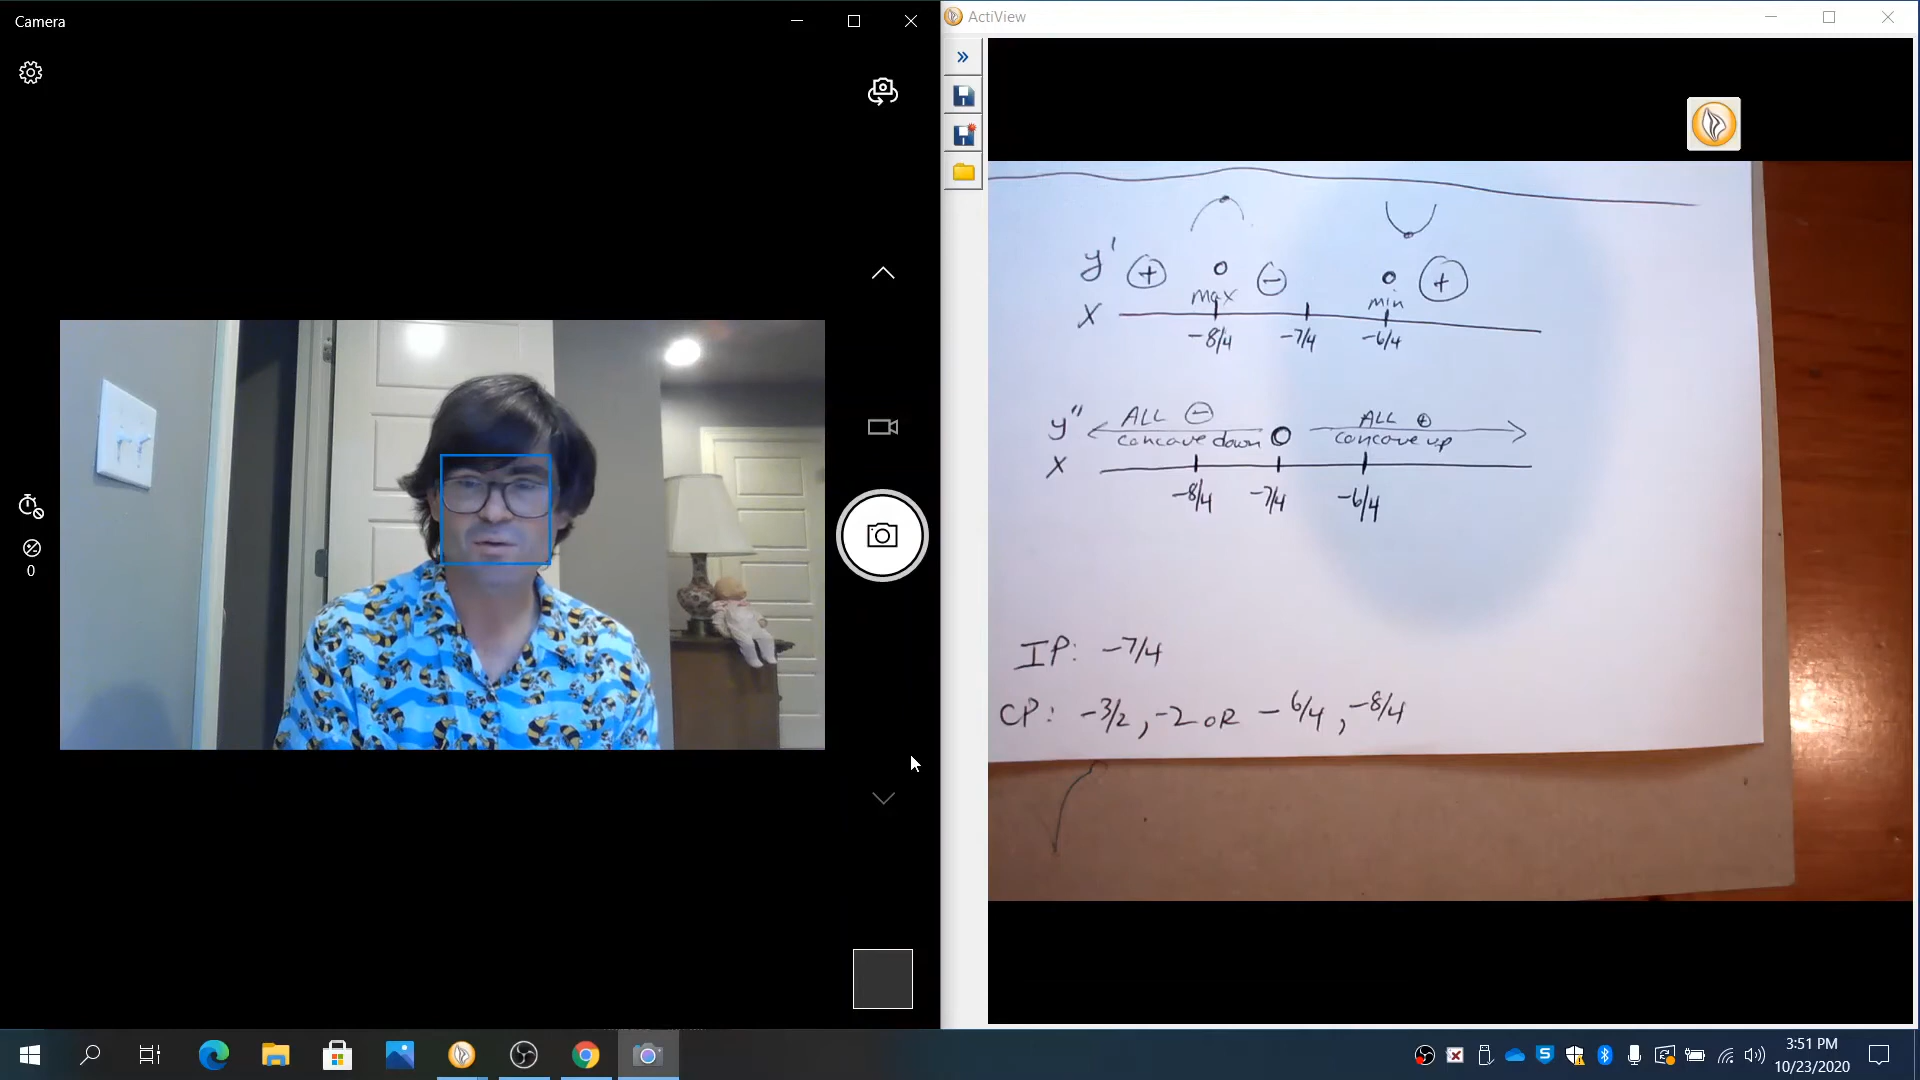 Camera
ActiView
0
y' + o - o +
max min
X
-8/4 -7/4 -6/4
y" ALL - O ALL +
concave down concave up
X
-8/4 -7/4 -6/4
IP: -7/4
CP: -3/2, -2 OR -6/4, -8/4
3:51 PM
10/23/2020